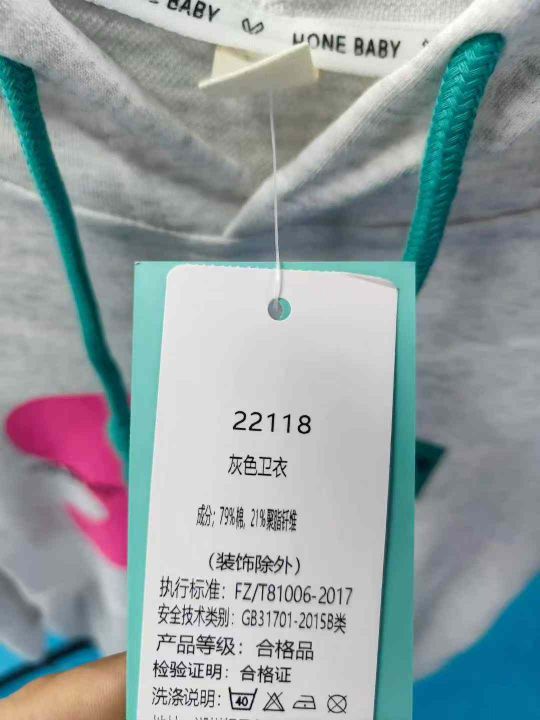 BABY
HONE BABY
22118
灰色卫衣
成分；79%棉，21%聚脂纤维
（装饰除外）
执行标准：FZ/T81006-2017
安全技术类别：GB31701-2015B类
产品等级：合格品
检验证明：合格证
洗涤说明：40